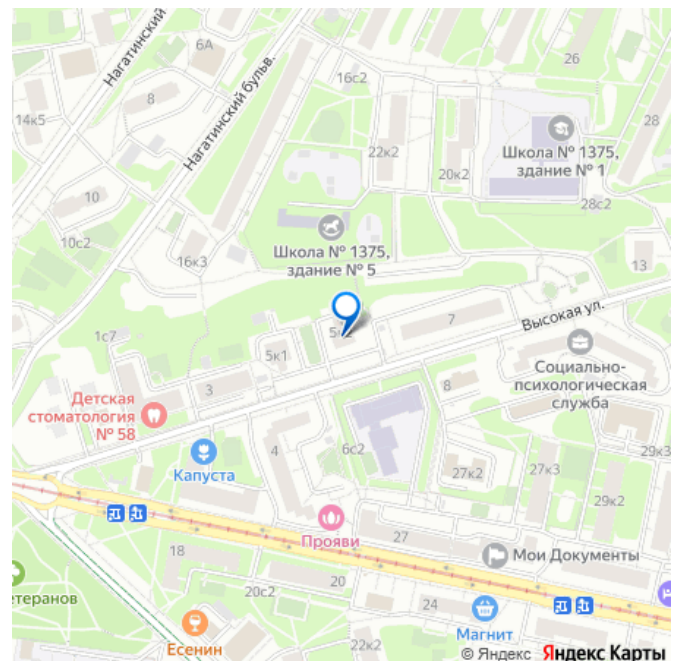 Нагатинский
6А
26
16с2
8
14к5
Нагатинский бульв.
28
Школа № 1375,
здание № 1
22к2
20к2
10
28с2
10с2
Школа № 1375,
здание № 5
16к3
13
Высокая ул.
7
1с7
5к1
Социально-
психологическая
служба
3
8
Детская
стоматология
№ 58
4
6с2
29к3
Капуста
27к2
27к3
29к2
Прояви
27
Мои Документы
18
20
етеранов
20с2
24
Есенин
Магнит
22к2
© Яндекс Яндекс Карты